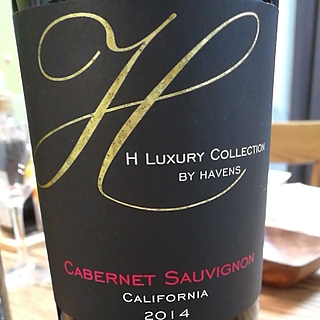 H
H Luxury Collection
by Havens
Cabernet Sauvignon
California
2014